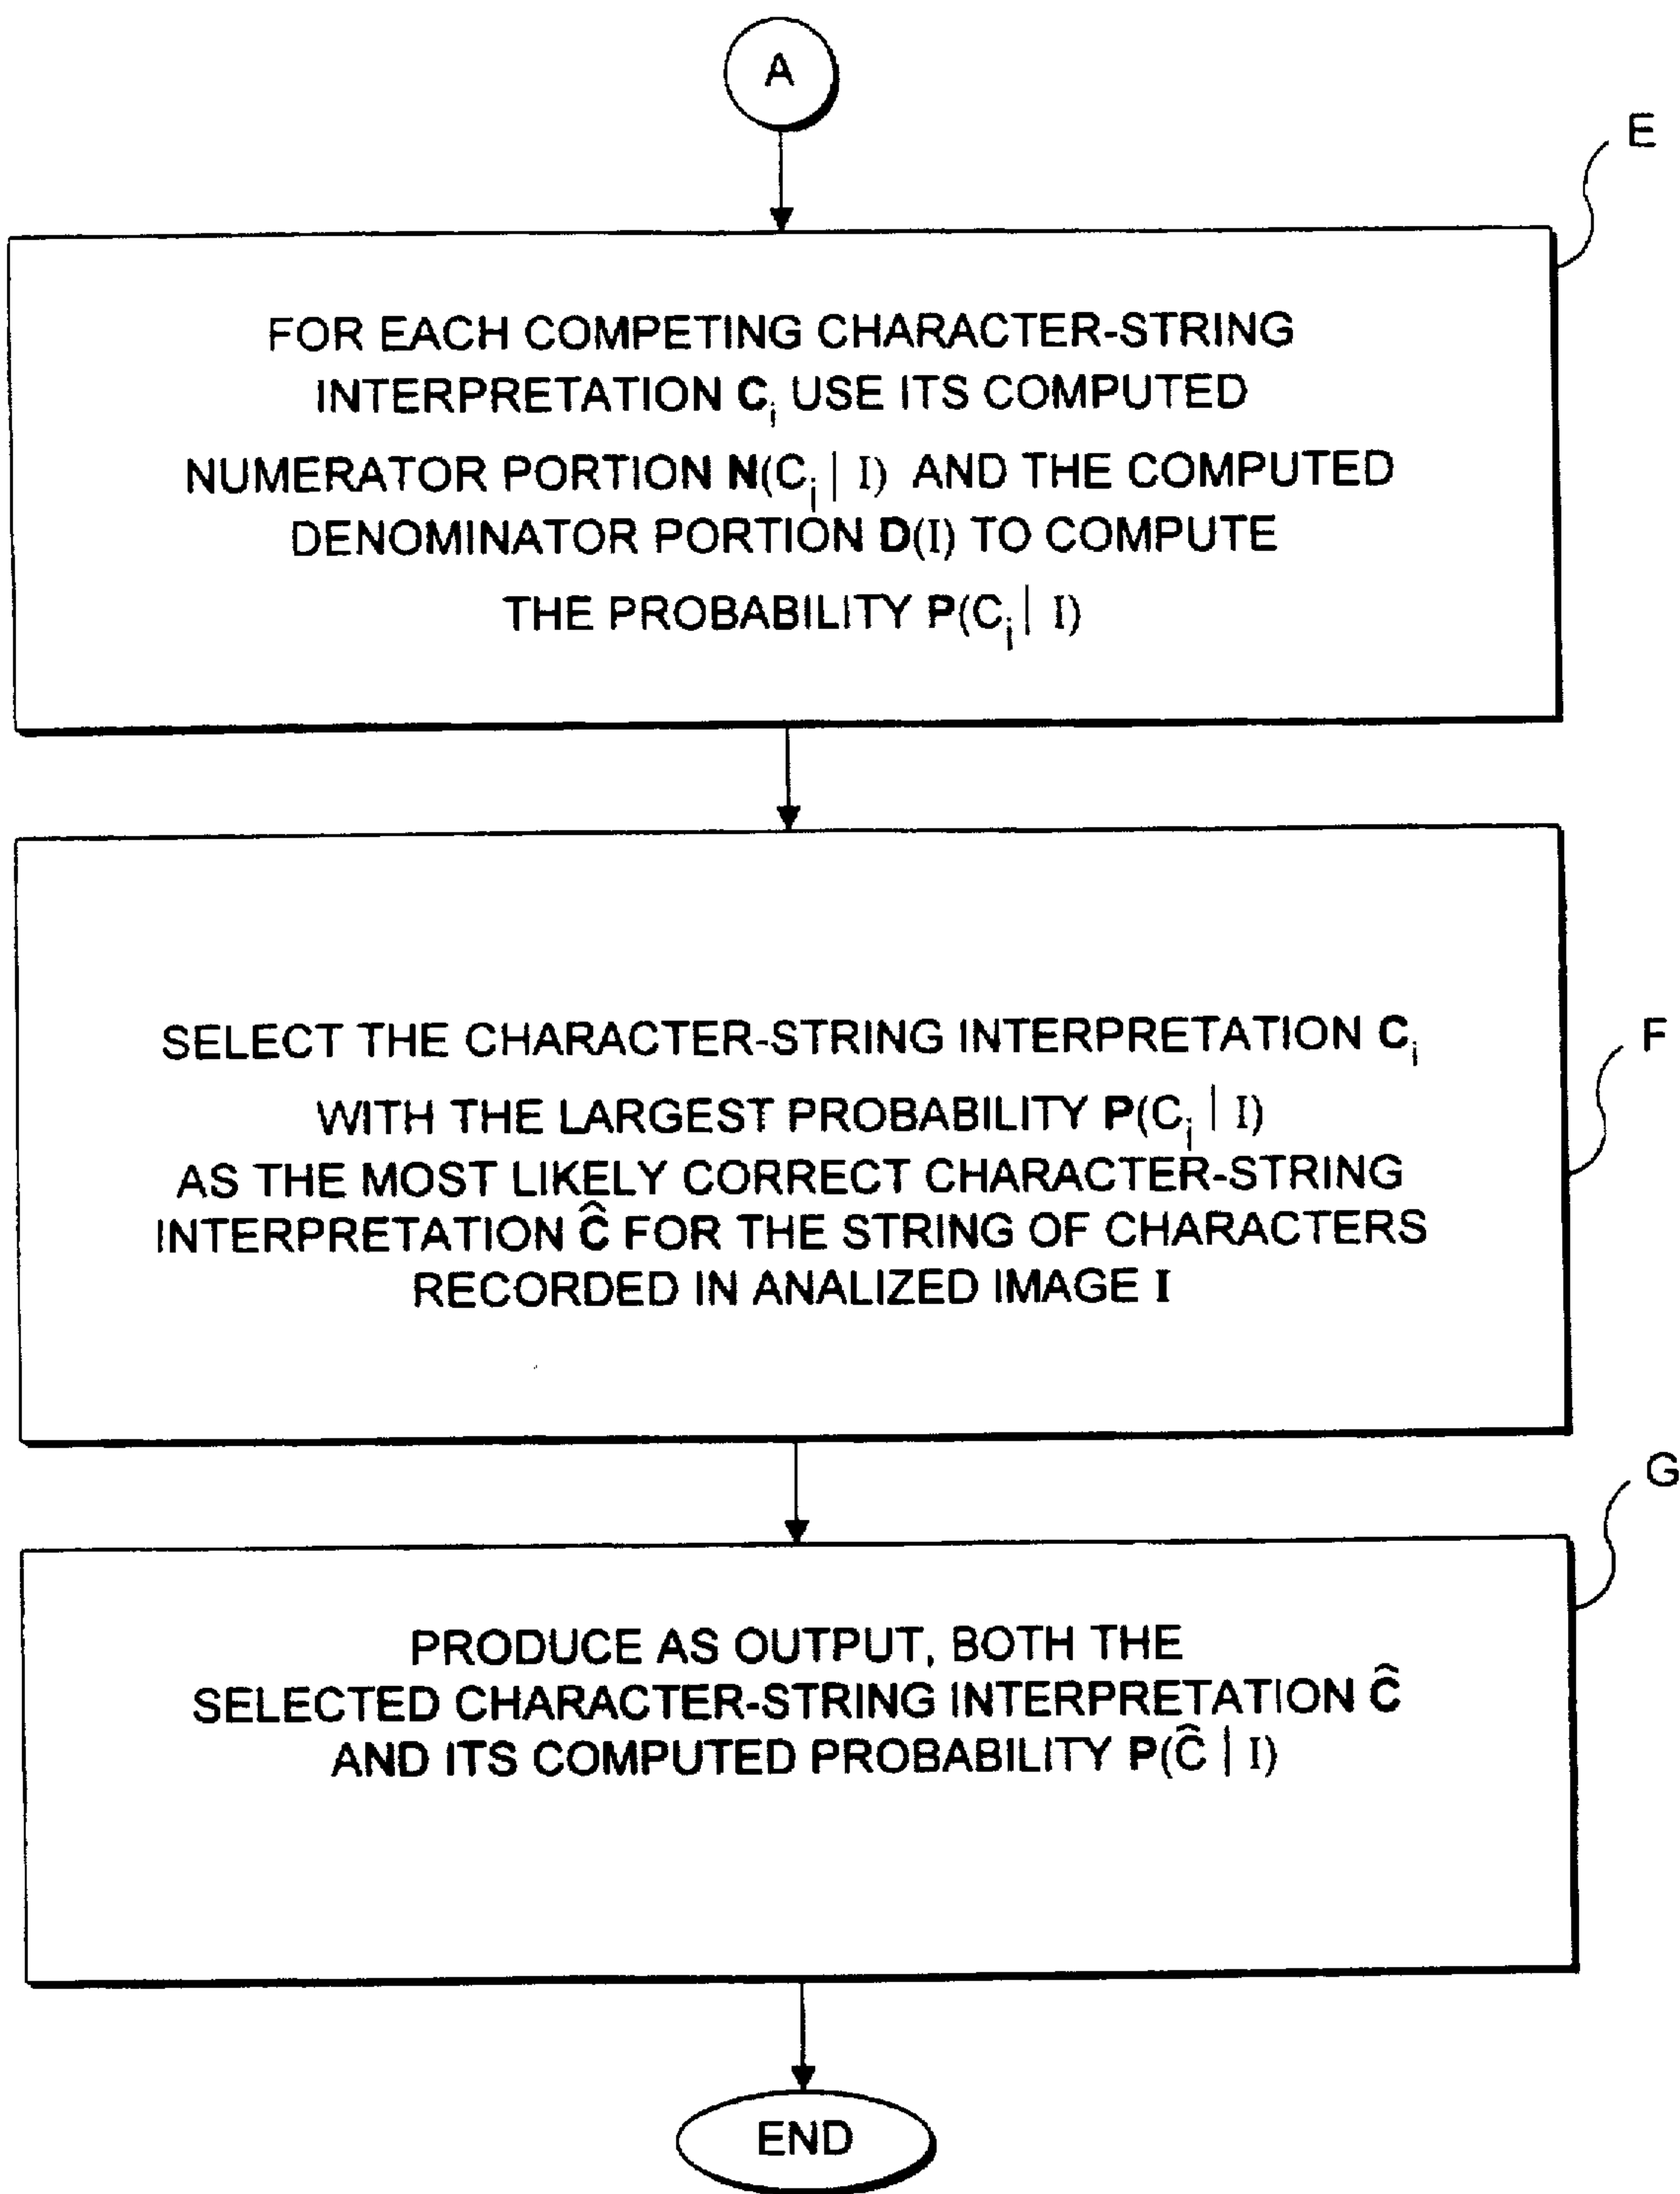 A
E
FOR EACH COMPETING CHARACTER-STRING
INTERPRETATION Ci USE ITS COMPUTED
NUMERATOR PORTION N(Ci | I) AND THE COMPUTED
DENOMINATOR PORTION D(I) TO COMPUTE
THE PROBABILITY P(Ci | I)
F
SELECT THE CHARACTER-STRING INTERPRETATION Ci
WITH THE LARGEST PROBABILITY P(Ci | I)
AS THE MOST LIKELY CORRECT CHARACTER-STRING
INTERPRETATION Ĉ FOR THE STRING OF CHARACTERS
RECORDED IN ANALIZED IMAGE I
G
PRODUCE AS OUTPUT, BOTH THE
SELECTED CHARACTER-STRING INTERPRETATION Ĉ
AND ITS COMPUTED PROBABILITY P(Ĉ | I)
END